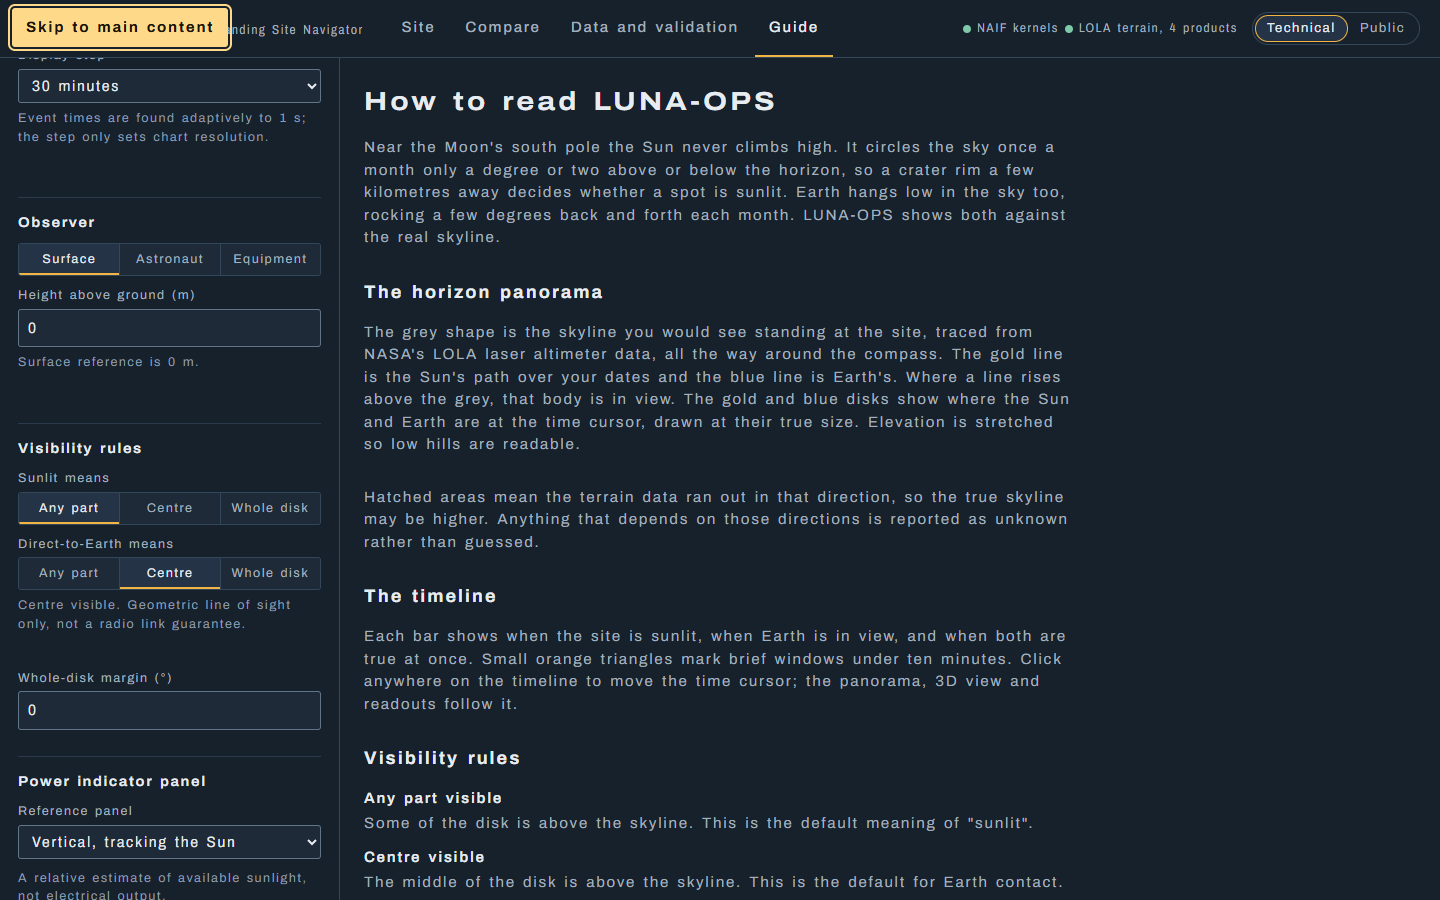 Skip to main content
nding Site Navigator
Site
Compare
Data and validation
Guide
NAIF kernels
LOLA terrain, 4 products
Technical
Public
30 minutes
Event times are found adaptively to 1 s;
the step only sets chart resolution.
Observer
Surface
Astronaut
Equipment
Height above ground (m)
0
Surface reference is 0 m.
Visibility rules
Sunlit means
Any part
Centre
Whole disk
Direct-to-Earth means
Any part
Centre
Whole disk
Centre visible. Geometric line of sight
only, not a radio link guarantee.
Whole-disk margin (°)
0
Power indicator panel
Reference panel
Vertical, tracking the Sun
A relative estimate of available sunlight,
not electrical output.
How to read LUNA-OPS
Near the Moon's south pole the Sun never climbs high. It circles the sky once a
month only a degree or two above or below the horizon, so a crater rim a few
kilometres away decides whether a spot is sunlit. Earth hangs low in the sky too,
rocking a few degrees back and forth each month. LUNA-OPS shows both against
the real skyline.
The horizon panorama
The grey shape is the skyline you would see standing at the site, traced from
NASA's LOLA laser altimeter data, all the way around the compass. The gold line
is the Sun's path over your dates and the blue line is Earth's. Where a line rises
above the grey, that body is in view. The gold and blue disks show where the Sun
and Earth are at the time cursor, drawn at their true size. Elevation is stretched
so low hills are readable.
Hatched areas mean the terrain data ran out in that direction, so the true skyline
may be higher. Anything that depends on those directions is reported as unknown
rather than guessed.
The timeline
Each bar shows when the site is sunlit, when Earth is in view, and when both are
true at once. Small orange triangles mark brief windows under ten minutes. Click
anywhere on the timeline to move the time cursor; the panorama, 3D view and
readouts follow it.
Visibility rules
Any part visible
Some of the disk is above the skyline. This is the default meaning of "sunlit".
Centre visible
The middle of the disk is above the skyline. This is the default for Earth contact.